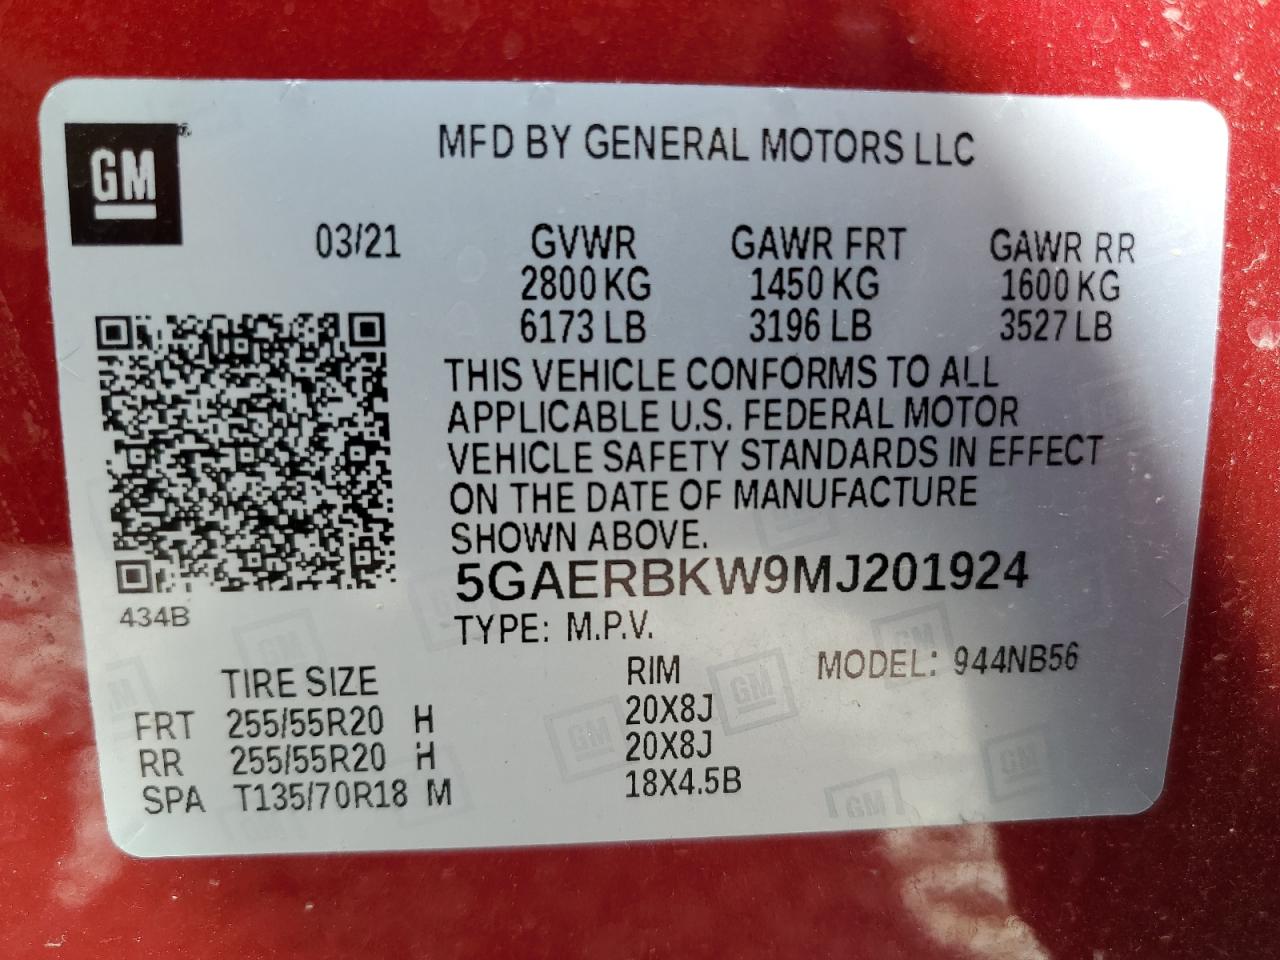 GM
MFD BY GENERAL MOTORS LLC
03/21 GVWR GAWR FRT GAWR RR
2800 KG 1450 KG 1600 KG
6173 LB 3196 LB 3527 LB
THIS VEHICLE CONFORMS TO ALL
APPLICABLE U.S. FEDERAL MOTOR
VEHICLE SAFETY STANDARDS IN EFFECT
ON THE DATE OF MANUFACTURE
SHOWN ABOVE.
5GAERBKW9MJ201924
434B
TYPE: M.P.V.
TIRE SIZE RIM MODEL: 944NB56
FRT 255/55R20 H 20X8J
RR 255/55R20 H 20X8J
SPA T135/70R18 M 18X4.5B